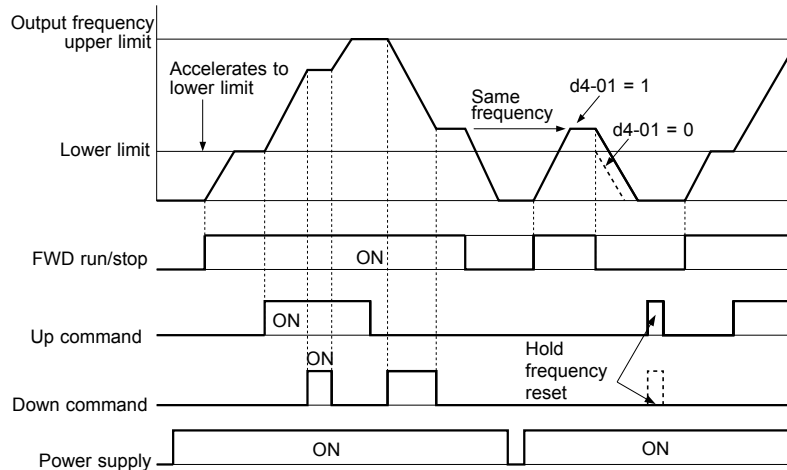 Output frequency
upper limit
Accelerates to
lower limit
Same
frequency
d4-01 = 1
d4-01 = 0
Lower limit
FWD run/stop
ON
Up command
ON
ON
Hold
frequency
reset
Down command
Power supply
ON
ON